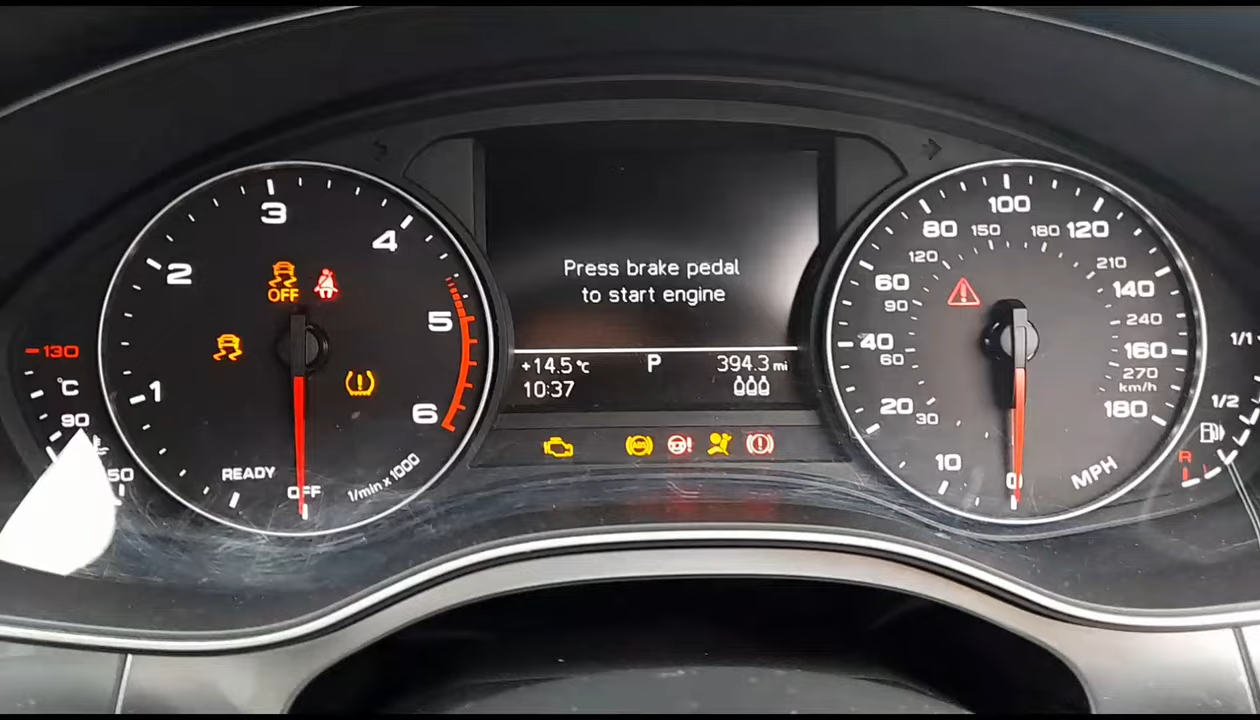 Press brake pedal
to start engine
+14.5°C
P
394.3 mi
10:37
1
2
3
4
5
6
OFF
READY
OFF
1/min x 1000
130
°C
90
50
ABS
0
10
20
40
60
80
100
120
140
160
180
MPH
30
60
90
120
150
180
210
240
270
km/h
1/1
1/2
R